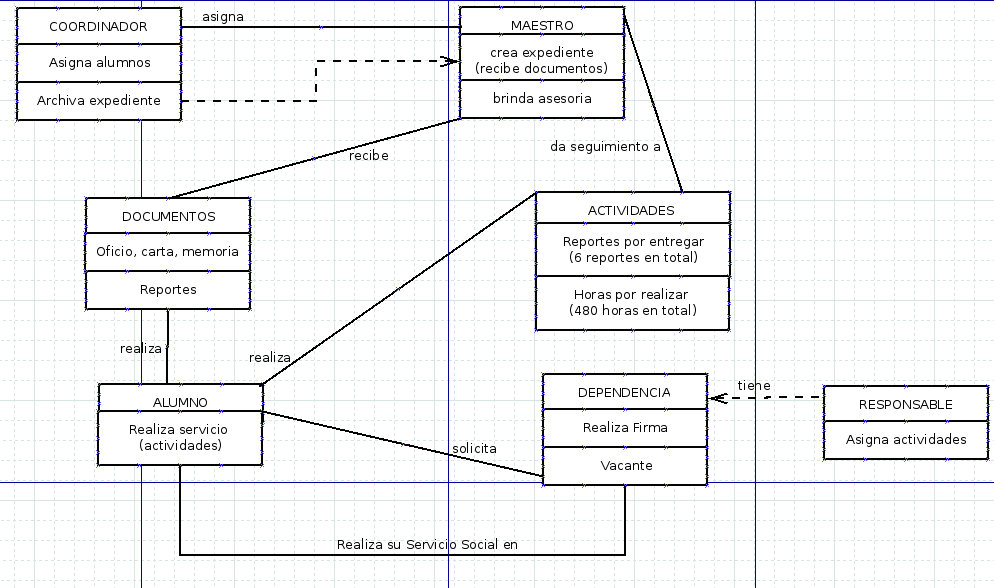 COORDINADOR
Asigna alumnos
Archiva expediente
asigna
MAESTRO
crea expediente
(recibe documentos)
brinda asesoria
recibe
da seguimiento a
DOCUMENTOS
Oficio, carta, memoria
Reportes
ACTIVIDADES
Reportes por entregar
(6 reportes en total)
Horas por realizar
(480 horas en total)
realiza
realiza
ALUMNO
Realiza servicio
(actividades)
solicita
DEPENDENCIA
Realiza Firma
Vacante
tiene
RESPONSABLE
Asigna actividades
Realiza su Servicio Social en